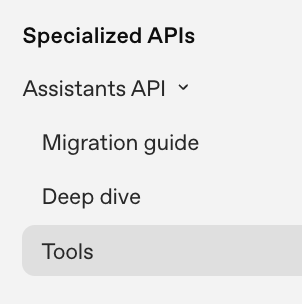 Specialized APIs
Assistants API
Migration guide
Deep dive
Tools